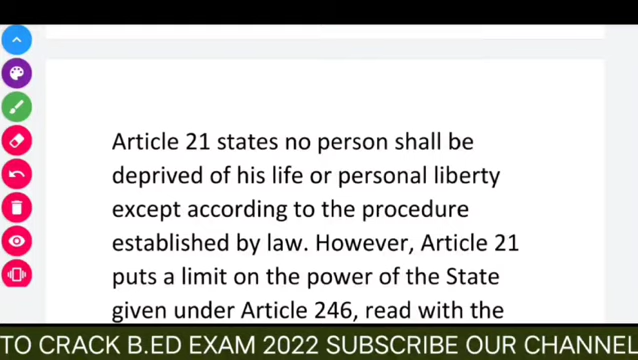 Article 21 states no person shall be
deprived of his life or personal liberty
except according to the procedure
established by law. However, Article 21
puts a limit on the power of the State
given under Article 246, read with the
TO CRACK B.ED EXAM 2022 SUBSCRIBE OUR CHANNEL